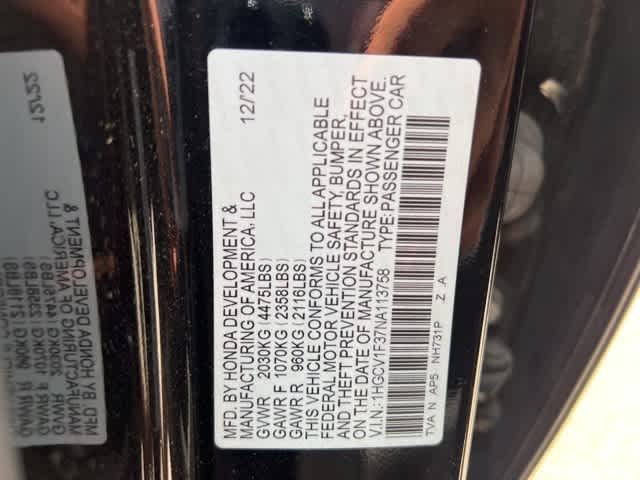 MFD. BY HONDA DEVELOPMENT & 12/22
MANUFACTURING OF AMERICA, LLC
GVWR 2030KG (4475LBS)
GAWR F 1070KG (2358LBS)
GAWR R 960KG (2116LBS)
THIS VEHICLE CONFORMS TO ALL APPLICABLE
FEDERAL MOTOR VEHICLE SAFETY, BUMPER,
AND THEFT PREVENTION STANDARDS IN EFFECT
ON THE DATE OF MANUFACTURE SHOWN ABOVE.
V.I.N.: 1HGCV1F37NA113758 TYPE: PASSENGER CAR
TVA N AP5 NH731P Z A